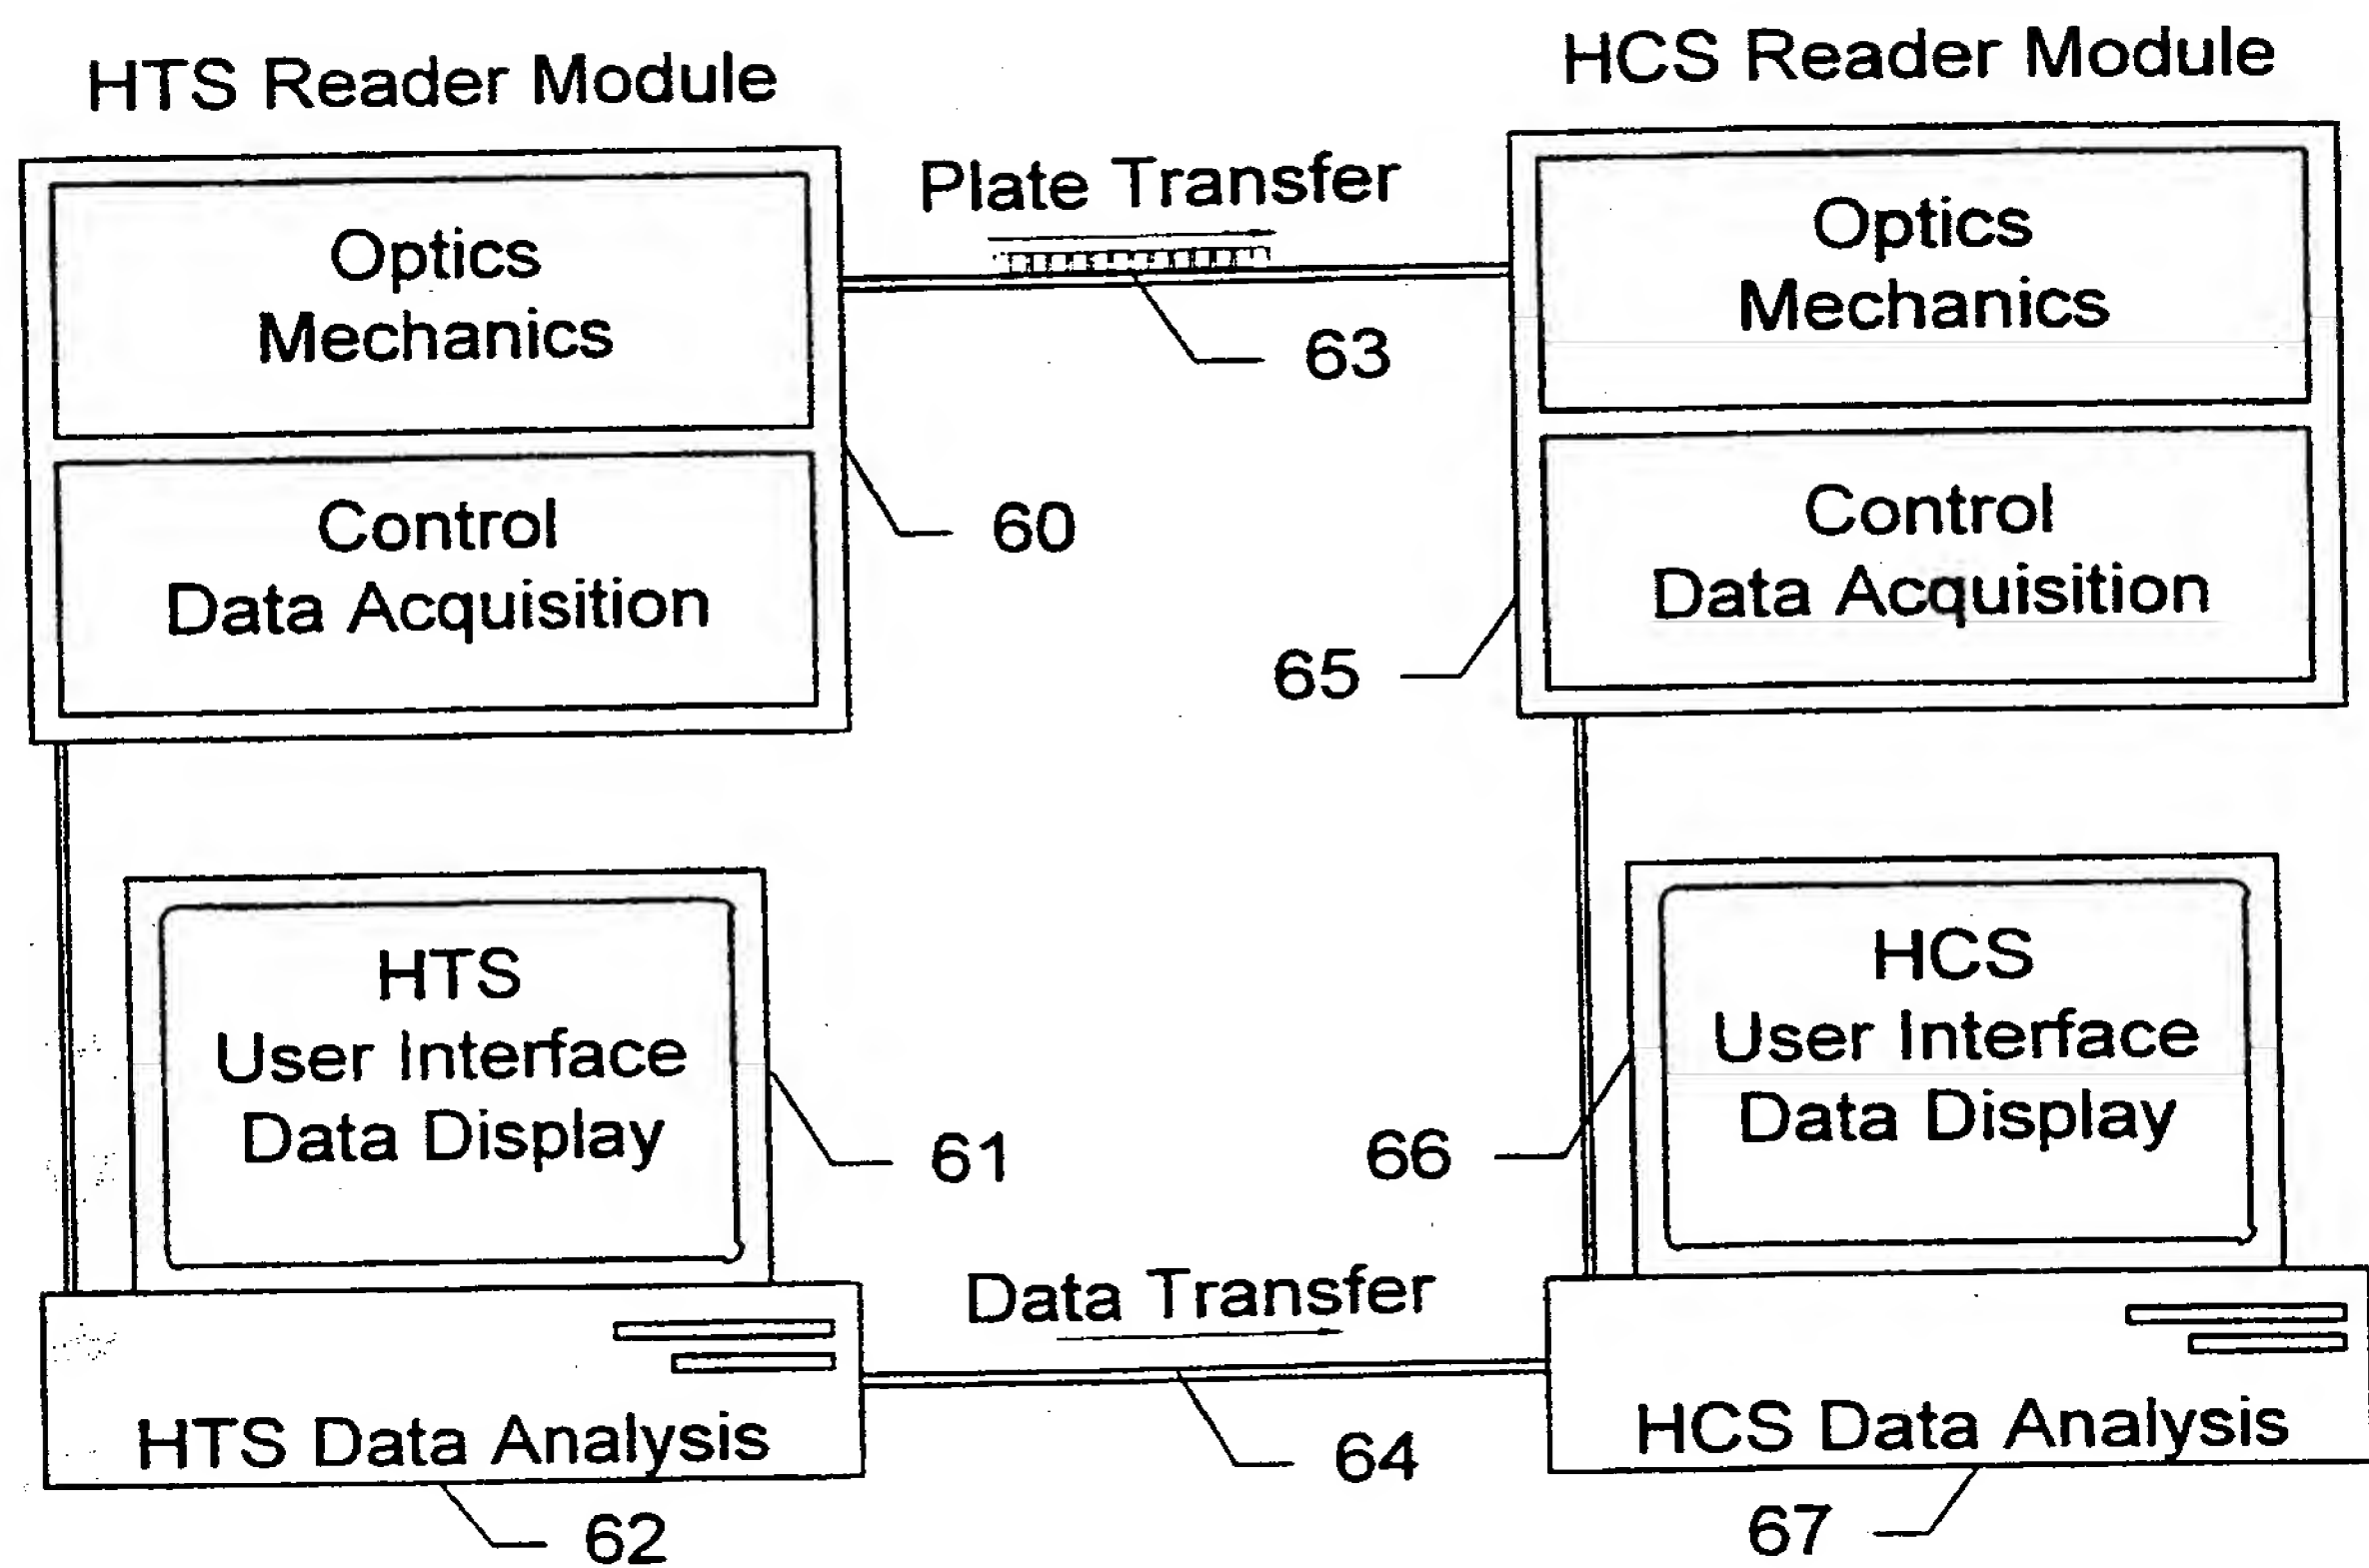 HTS Reader Module
HCS Reader Module
Plate Transfer
Optics
Mechanics
Optics
Mechanics
63
Control
Data Acquisition
60
Control
Data Acquisition
65
HTS
User Interface
Data Display
61
HCS
User Interface
Data Display
66
Data Transfer
HTS Data Analysis
64
HCS Data Analysis
62
67